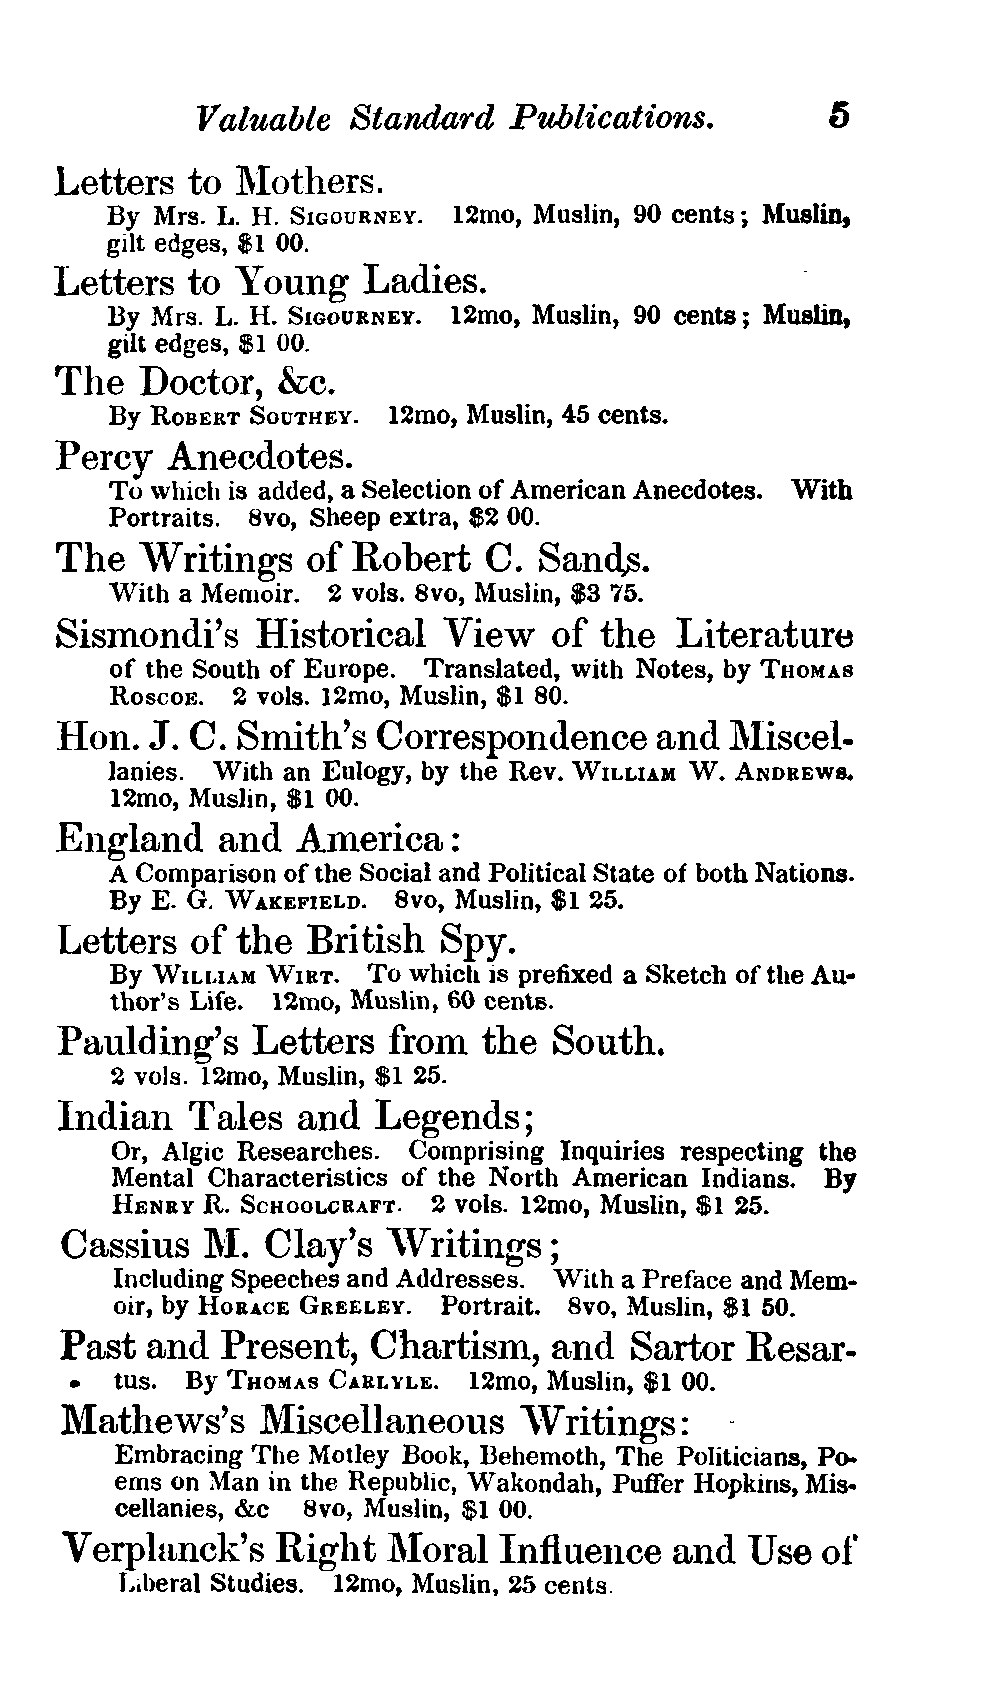 Valuable Standard Publications. 5
Letters to Mothers.
By Mrs. L. H. SIGOURNEY. 12mo, Muslin, 90 cents; Muslin,
gilt edges, $1 00.
Letters to Young Ladies.
By Mrs. L. H. SIGOURNEY. 12mo, Muslin, 90 cents; Muslin,
gilt edges, $1 00.
The Doctor, &c.
By ROBERT SOUTHEY. 12mo, Muslin, 45 cents.
Percy Anecdotes.
To which is added, a Selection of American Anecdotes. With
Portraits. 8vo, Sheep extra, $2 00.
The Writings of Robert C. Sands.
With a Memoir. 2 vols. 8vo, Muslin, $3 75.
Sismondi's Historical View of the Literature
of the South of Europe. Translated, with Notes, by THOMAS
ROSCOE. 2 vols. 12mo, Muslin, $1 80.
Hon. J. C. Smith's Correspondence and Miscel-
lanies. With an Eulogy, by the Rev. WILLIAM W. ANDREWS.
12mo, Muslin, $1 00.
England and America:
A Comparison of the Social and Political State of both Nations.
By E. G. WAKEFIELD. 8vo, Muslin, $1 25.
Letters of the British Spy.
By WILLIAM WIRT. To which is prefixed a Sketch of the Au-
thor's Life. 12mo, Muslin, 60 cents.
Paulding's Letters from the South.
2 vols. 12mo, Muslin, $1 25.
Indian Tales and Legends;
Or, Algic Researches. Comprising Inquiries respecting the
Mental Characteristics of the North American Indians. By
HENRY R. SCHOOLCRAFT. 2 vols. 12mo, Muslin, $1 25.
Cassius M. Clay's Writings;
Including Speeches and Addresses. With a Preface and Mem-
oir, by HORACE GREELEY. Portrait. 8vo, Muslin, $1 50.
Past and Present, Chartism, and Sartor Resar-
tus. By THOMAS CARLYLE. 12mo, Muslin, $1 00.
Mathews's Miscellaneous Writings:
Embracing The Motley Book, Behemoth, The Politicians, Po-
ems on Man in the Republic, Wakondah, Puffer Hopkins, Mis-
cellanies, &c 8vo, Muslin, $1 00.
Verplanck's Right Moral Influence and Use of
Liberal Studies. 12mo, Muslin, 25 cents.